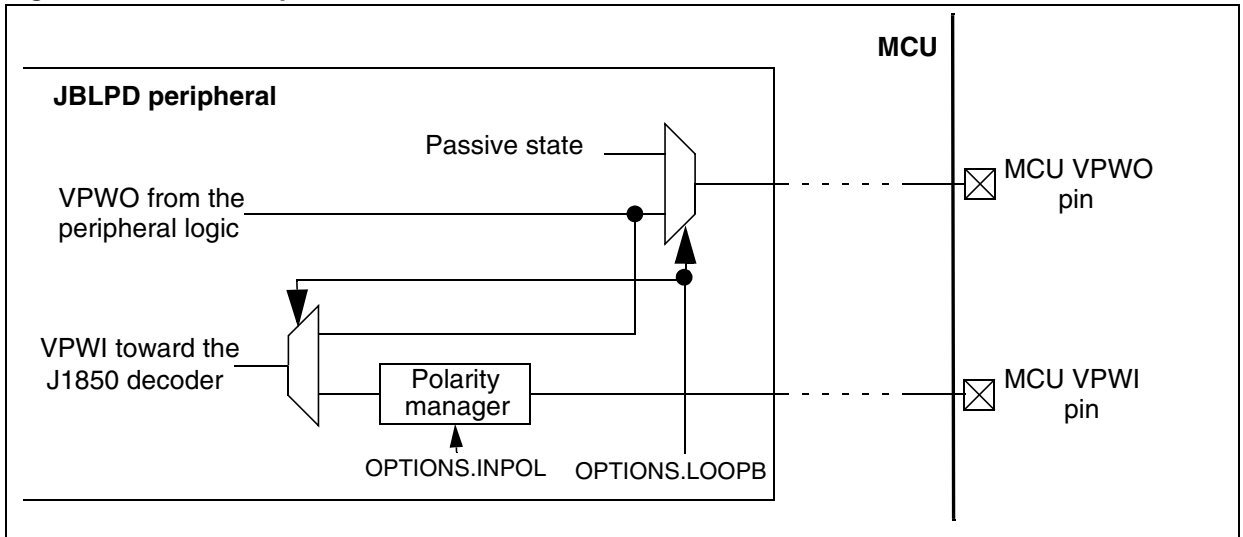 MCU
JBLPD peripheral
Passive state
VPWO from the
peripheral logic
MCU VPWO
pin
VPWI toward the
J1850 decoder
Polarity
manager
MCU VPWI
pin
OPTIONS.INPOL
OPTIONS.LOOPB